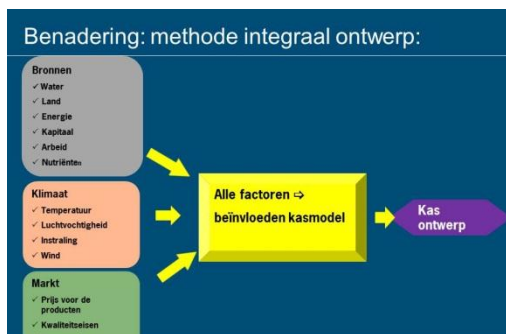 Benadering: methode integraal ontwerp:
Bronnen
✓ Water
✓ Land
✓ Energie
✓ Kapitaal
✓ Arbeid
✓ Nutriënten
Klimaat
✓ Temperatuur
✓ Luchtvochtigheid
✓ Instraling
✓ Wind
Markt
✓ Prijs voor de
producten
✓ Kwaliteitseisen
Alle factoren ⇨
beïnvloeden kasmodel
Kas
ontwerp